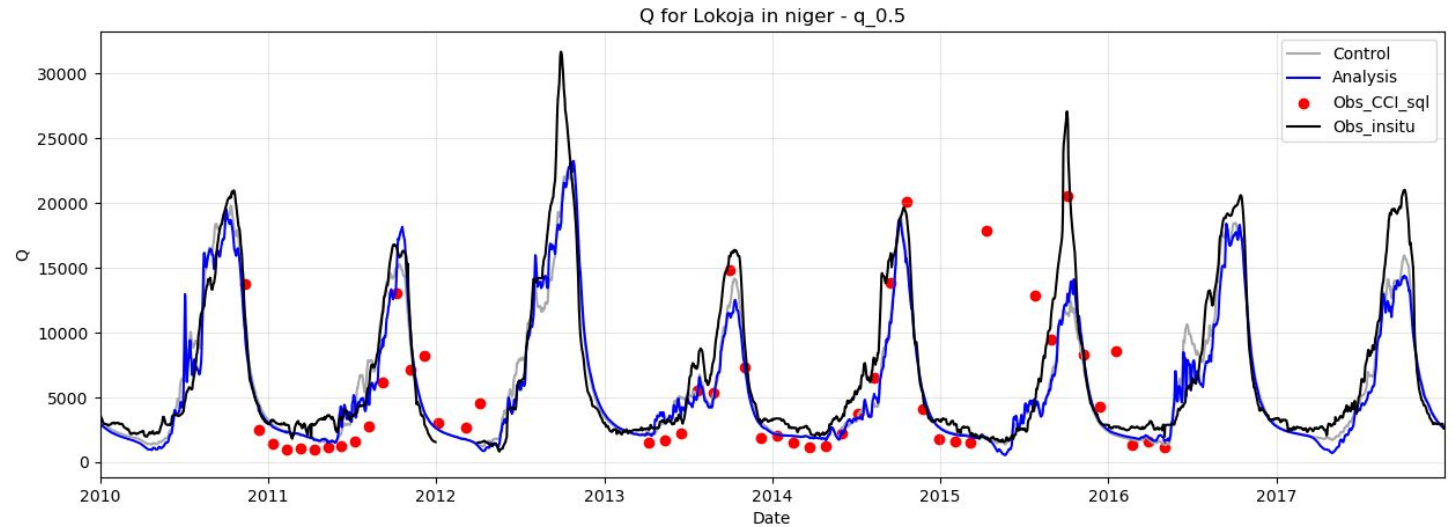 Q for Lokoja in niger - q_0.5
Control
Analysis
Obs_CCI_sql
Obs_insitu
Q
30000
25000
20000
15000
10000
5000
0
2010 2011 2012 2013 2014 2015 2016 2017
Date